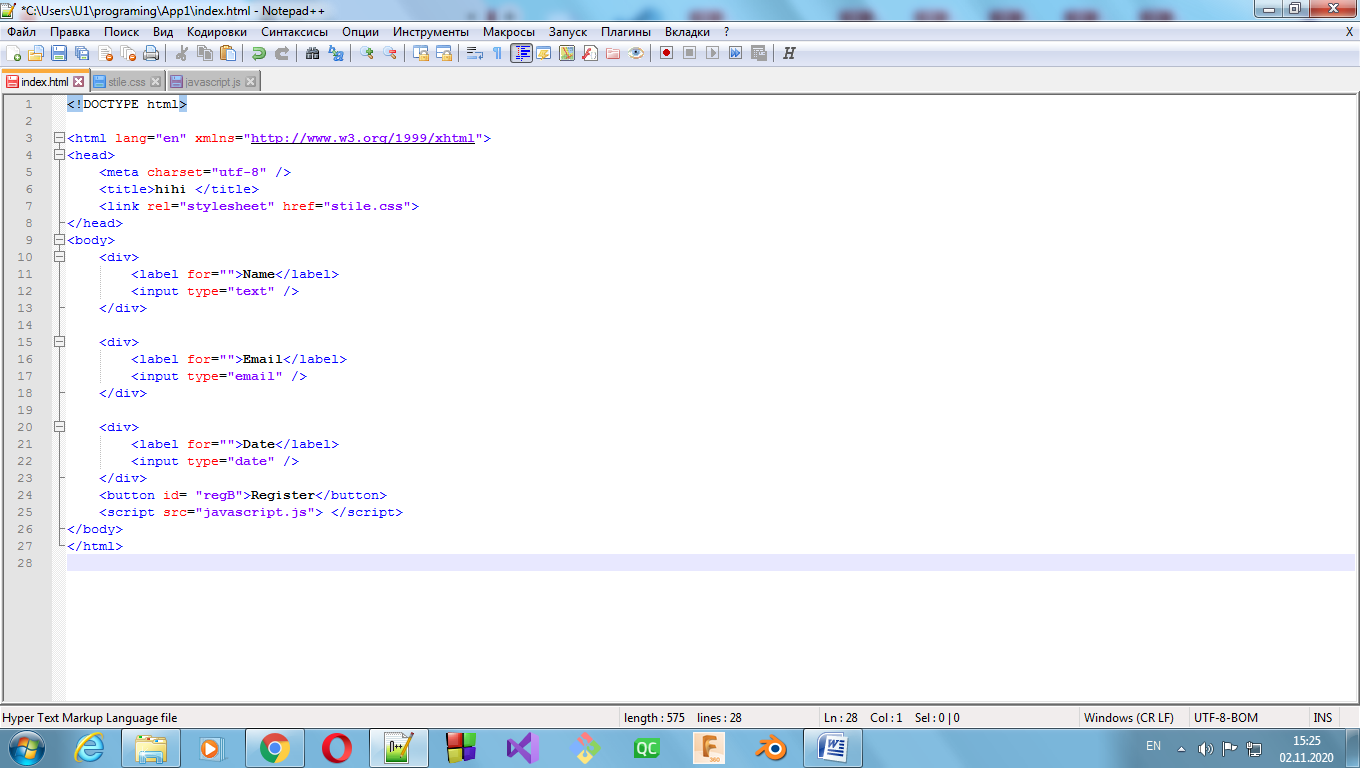 *C:\Users\U1\programing\App1\index.html - Notepad++
Файл Правка Поиск Вид Кодировки Синтаксисы Опции Инструменты Макросы Запуск Плагины Вкладки ? X
index.html stile.css javascript.js
1 <!DOCTYPE html>
2
3 <html lang="en" xmlns="http://www.w3.org/1999/xhtml">
4 <head>
5 <meta charset="utf-8" />
6 <title>hihi </title>
7 <link rel="stylesheet" href="stile.css">
8 </head>
9 <body>
10 <div>
11 <label for="">Name</label>
12 <input type="text" />
13 </div>
14
15 <div>
16 <label for="">Email</label>
17 <input type="email" />
18 </div>
19
20 <div>
21 <label for="">Date</label>
22 <input type="date" />
23 </div>
24 <button id= "regB">Register</button>
25 <script src="javascript.js"> </script>
26 </body>
27 </html>
28
Hyper Text Markup Language file length : 575 lines : 28 Ln : 28 Col : 1 Sel : 0 | 0 Windows (CR LF) UTF-8-BOM INS
QC EN 15:25
02.11.2020